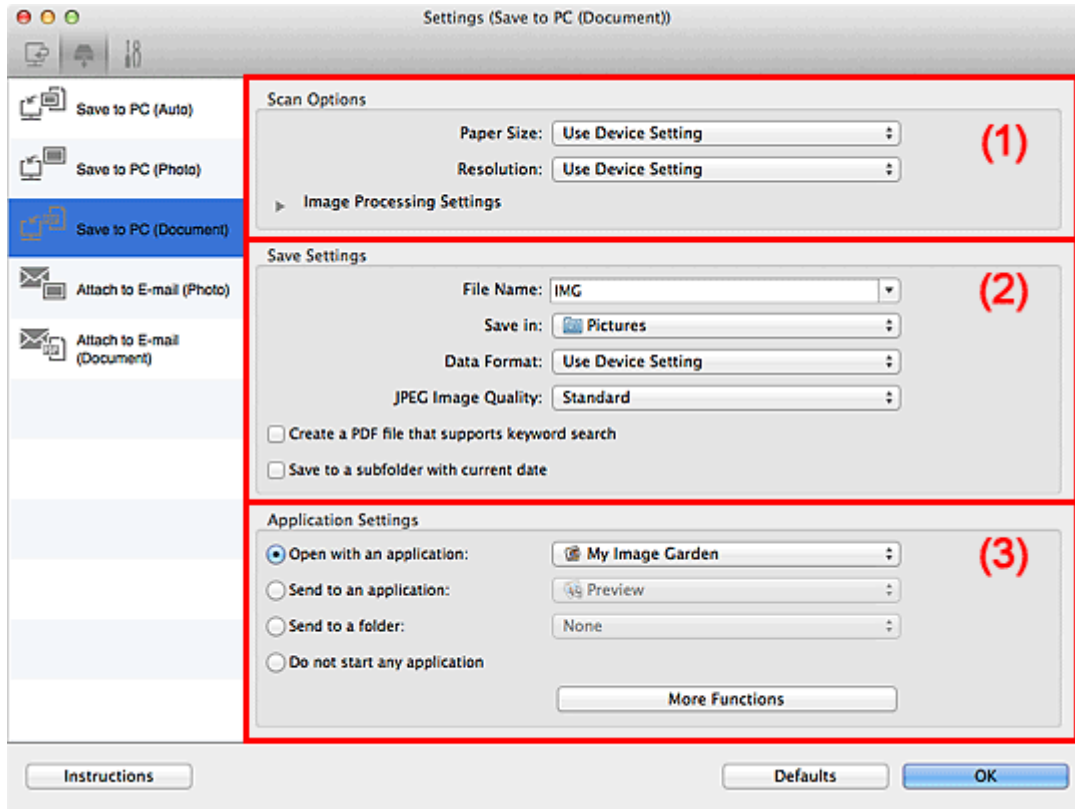 Settings (Save to PC (Document))
Save to PC (Auto)
Save to PC (Photo)
Save to PC (Document)
Attach to E-mail (Photo)
Attach to E-mail
(Document)
Scan Options
(1)
Paper Size: Use Device Setting
Resolution: Use Device Setting
Image Processing Settings
Save Settings
(2)
File Name: IMG
Save in: Pictures
Data Format: Use Device Setting
JPEG Image Quality: Standard
Create a PDF file that supports keyword search
Save to a subfolder with current date
Application Settings
(3)
Open with an application: My Image Garden
Send to an application: Preview
Send to a folder: None
Do not start any application
More Functions
Instructions Defaults OK